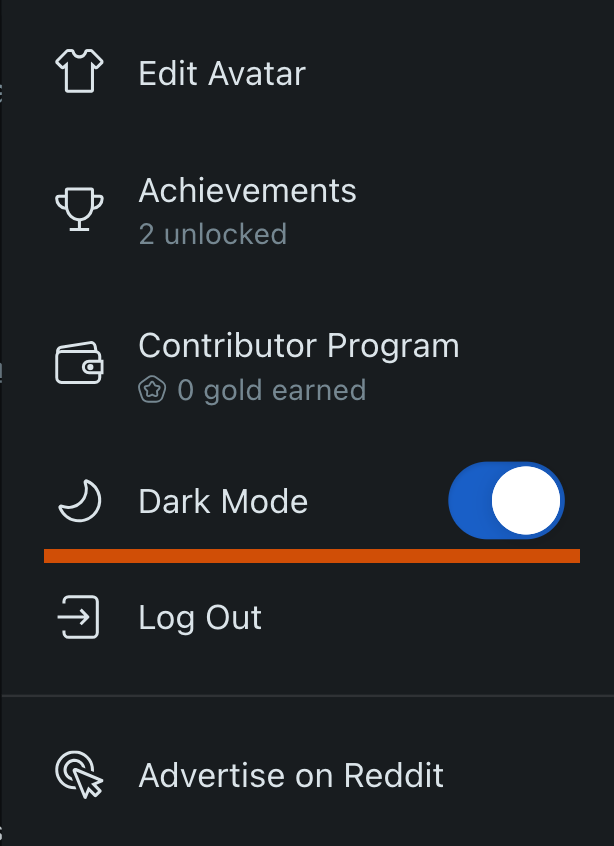 Edit Avatar
Achievements
2 unlocked
Contributor Program
0 gold earned
Dark Mode
Log Out
Advertise on Reddit